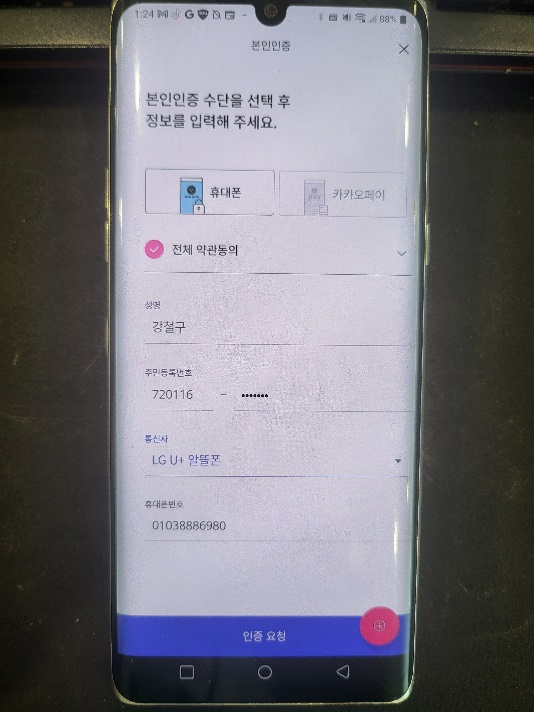 1:24
88%
본인인증
본인인증 수단을 선택 후
정보를 입력해 주세요.
휴대폰
pay
카카오페이
전체 약관동의
성명
강철구
주민등록번호
720116 - •••••••
통신사
LG U+ 알뜰폰
휴대폰번호
01038886980
인증 요청